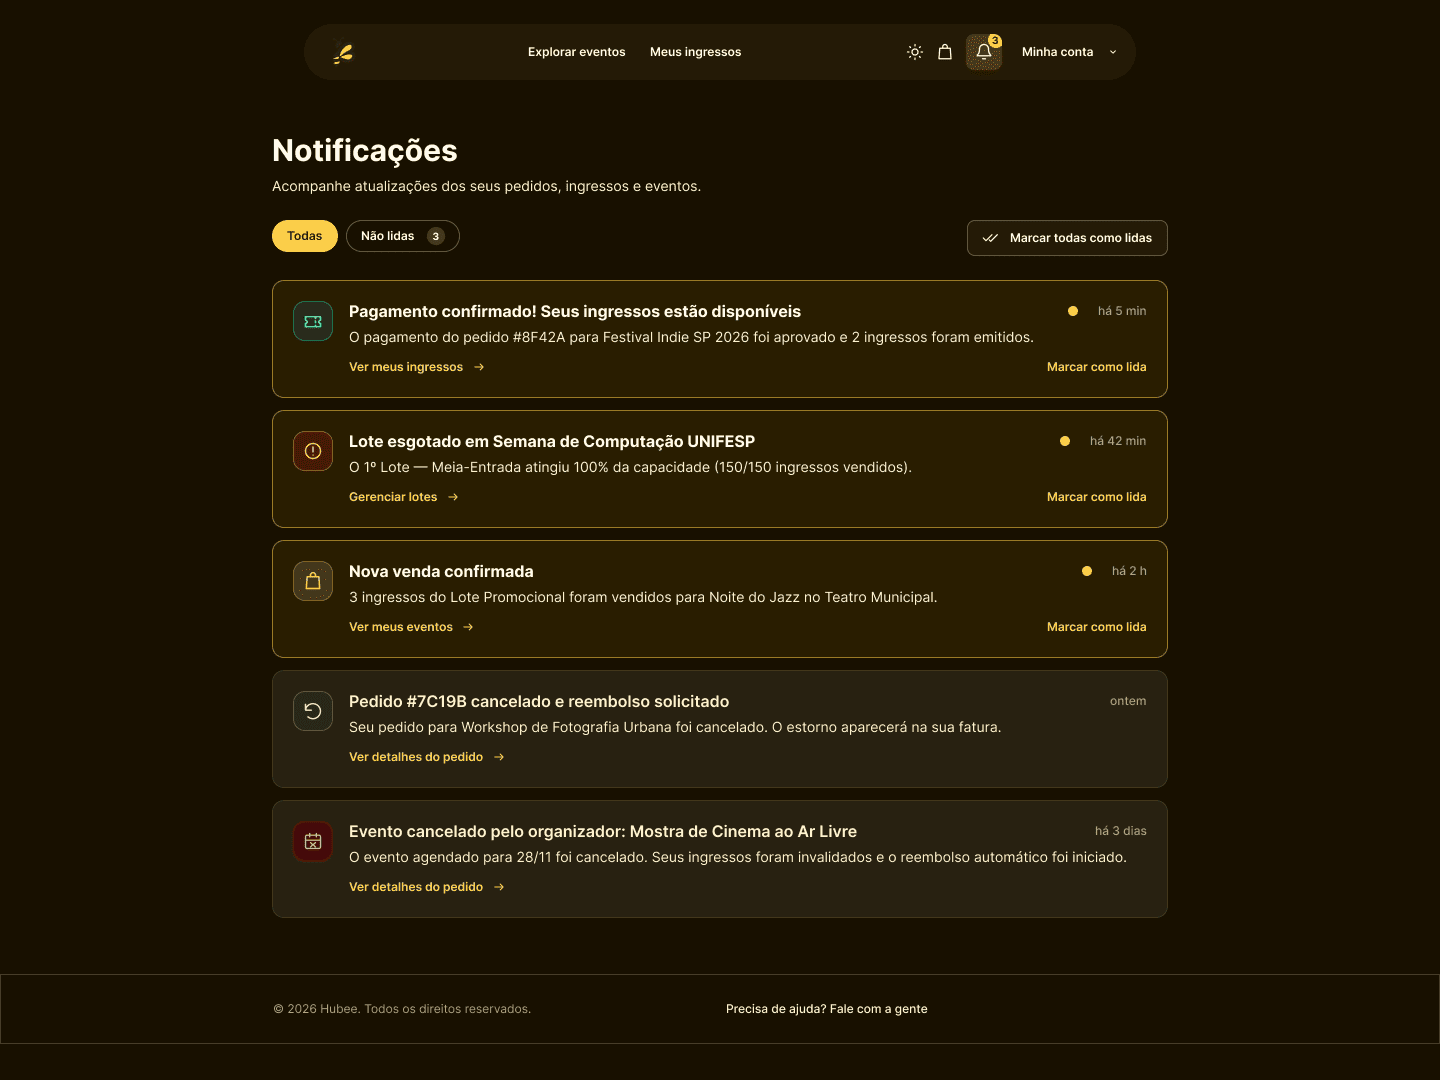 Explorar eventos
Meus ingressos
3
Minha conta
Notificações
Acompanhe atualizações dos seus pedidos, ingressos e eventos.
Todas
Não lidas 3
Marcar todas como lidas
Pagamento confirmado! Seus ingressos estão disponíveis
há 5 min
O pagamento do pedido #8F42A para Festival Indie SP 2026 foi aprovado e 2 ingressos foram emitidos.
Ver meus ingressos →
Marcar como lida
Lote esgotado em Semana de Computação UNIFESP
há 42 min
O 1º Lote — Meia-Entrada atingiu 100% da capacidade (150/150 ingressos vendidos).
Gerenciar lotes →
Marcar como lida
Nova venda confirmada
há 2 h
3 ingressos do Lote Promocional foram vendidos para Noite do Jazz no Teatro Municipal.
Ver meus eventos →
Marcar como lida
Pedido #7C19B cancelado e reembolso solicitado
ontem
Seu pedido para Workshop de Fotografia Urbana foi cancelado. O estorno aparecerá na sua fatura.
Ver detalhes do pedido →
Evento cancelado pelo organizador: Mostra de Cinema ao Ar Livre
há 3 dias
O evento agendado para 28/11 foi cancelado. Seus ingressos foram invalidados e o reembolso automático foi iniciado.
Ver detalhes do pedido →
© 2026 Hubee. Todos os direitos reservados.
Precisa de ajuda? Fale com a gente